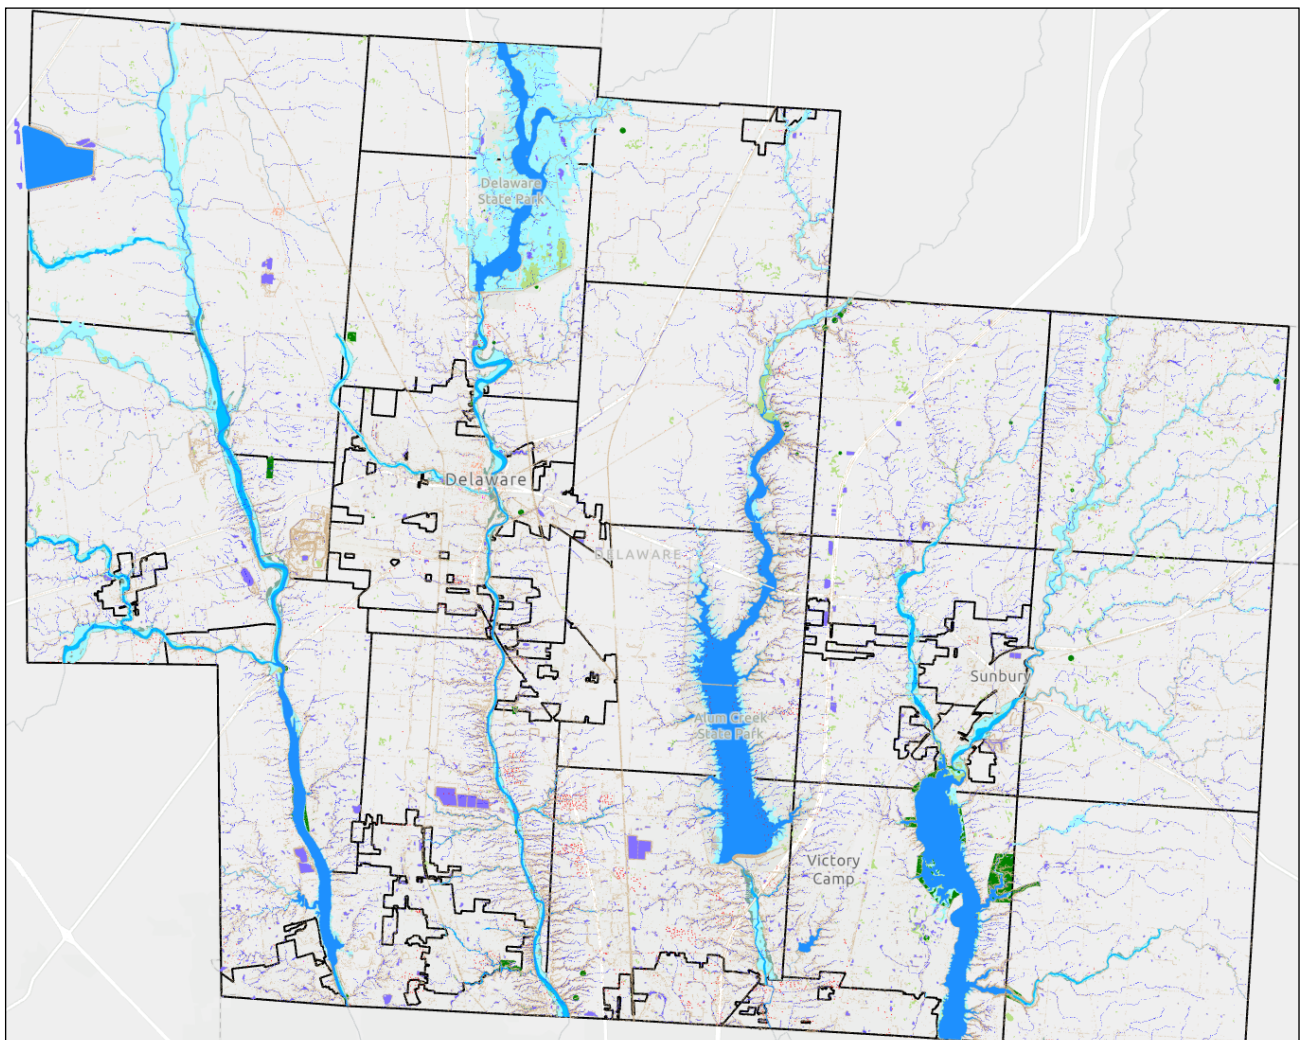 Delaware
State Park
Delaware
DELAWARE
Sunbury
Alum Creek
State Park
Victory
Camp